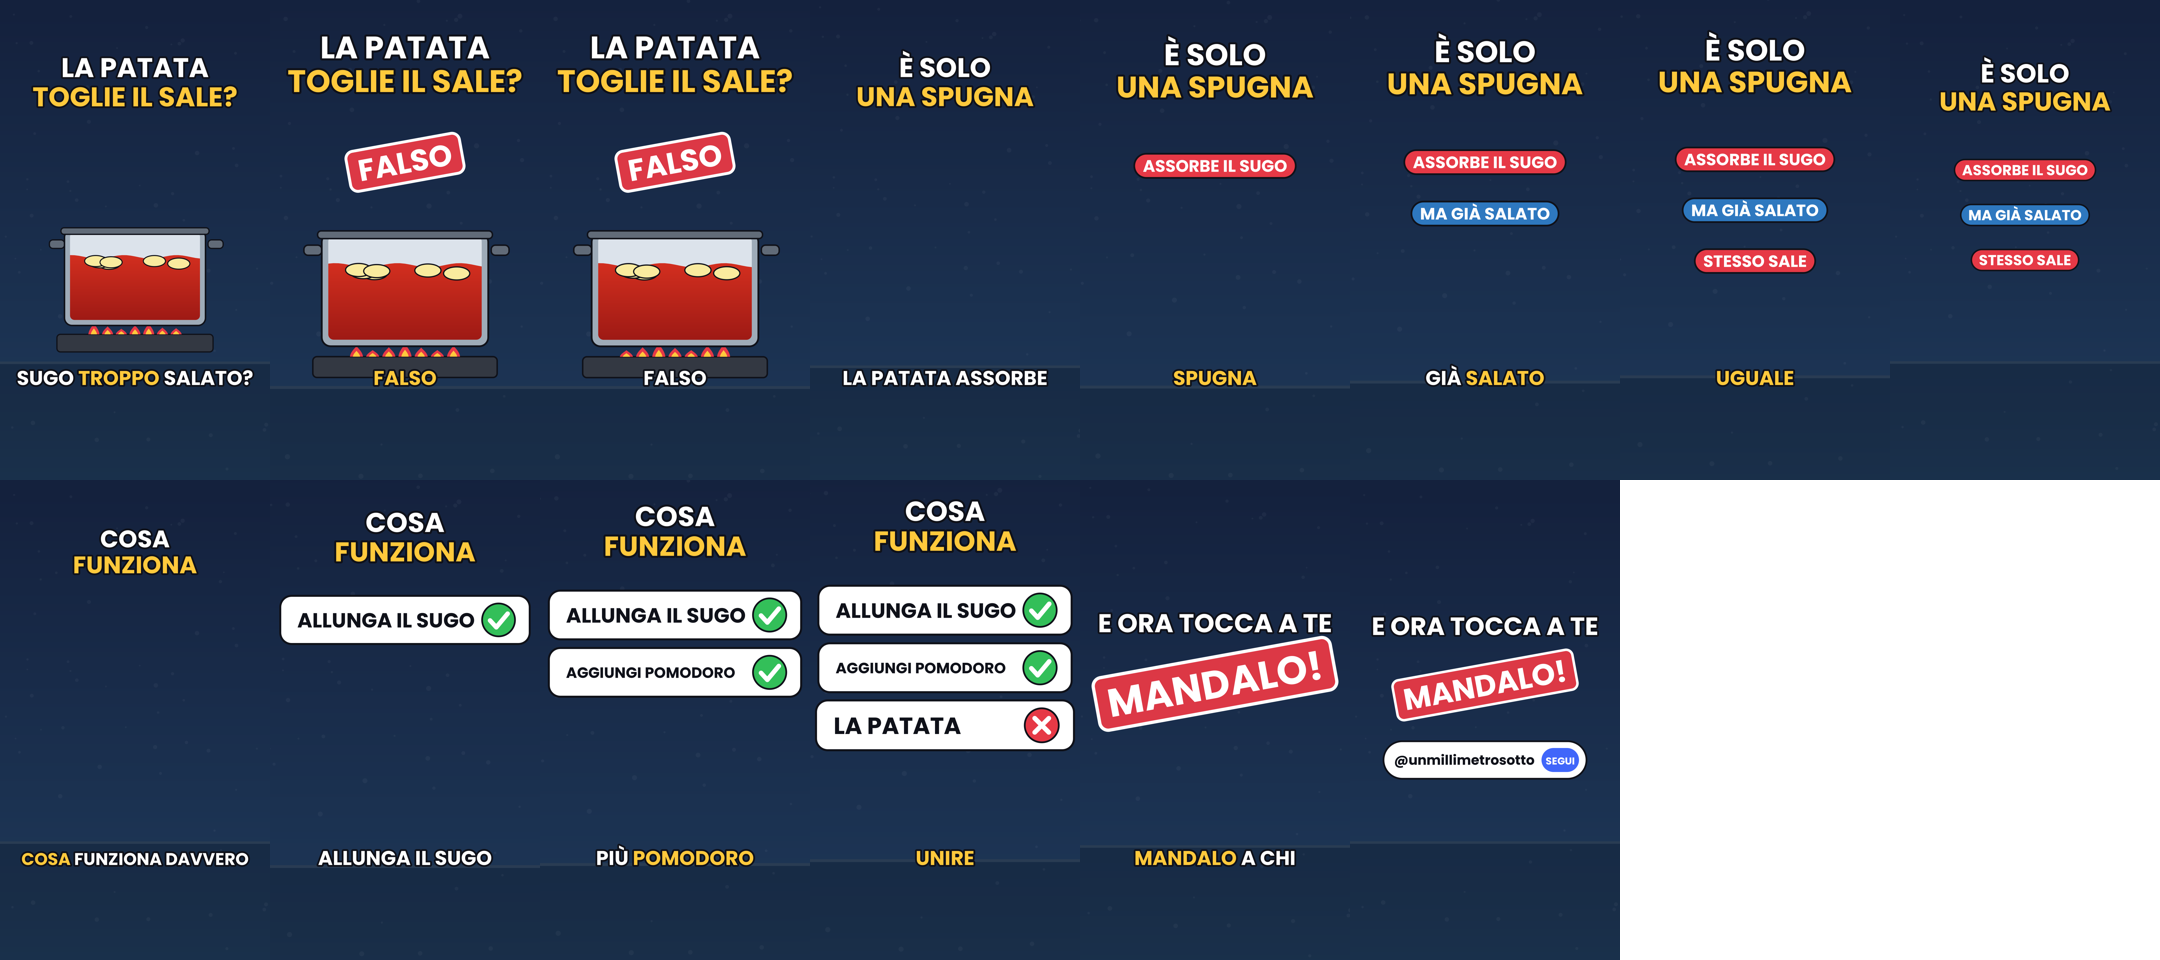 LA PATATA
TOGLIE IL SALE?
SUGO TROPPO SALATO?
LA PATATA
TOGLIE IL SALE?
FALSO
FALSO
LA PATATA
TOGLIE IL SALE?
FALSO
FALSO
È SOLO
UNA SPUGNA
LA PATATA ASSORBE
È SOLO
UNA SPUGNA
ASSORBE IL SUGO
SPUGNA
È SOLO
UNA SPUGNA
ASSORBE IL SUGO
MA GIÀ SALATO
GIÀ SALATO
È SOLO
UNA SPUGNA
ASSORBE IL SUGO
MA GIÀ SALATO
STESSO SALE
UGUALE
È SOLO
UNA SPUGNA
ASSORBE IL SUGO
MA GIÀ SALATO
STESSO SALE
COSA
FUNZIONA
COSA FUNZIONA DAVVERO
COSA
FUNZIONA
ALLUNGA IL SUGO
ALLUNGA IL SUGO
COSA
FUNZIONA
ALLUNGA IL SUGO
AGGIUNGI POMODORO
PIÙ POMODORO
COSA
FUNZIONA
ALLUNGA IL SUGO
AGGIUNGI POMODORO
LA PATATA
UNIRE
E ORA TOCCA A TE
MANDALO!
MANDALO A CHI
E ORA TOCCA A TE
MANDALO!
@unmillimetrosotto SEGUI